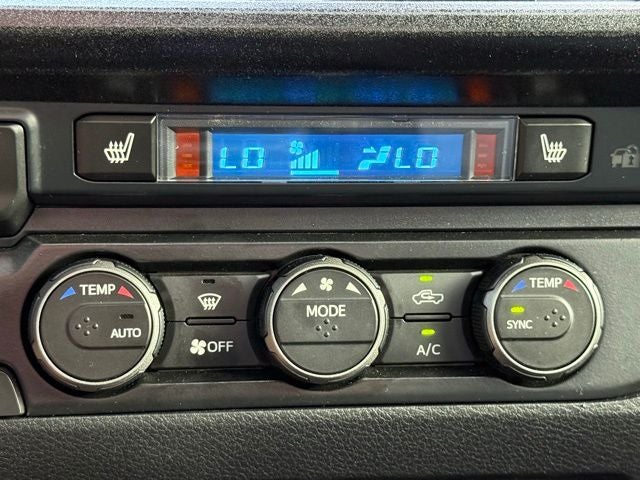 LO LO
TEMP
AUTO
OFF
MODE
A/C
TEMP
SYNC